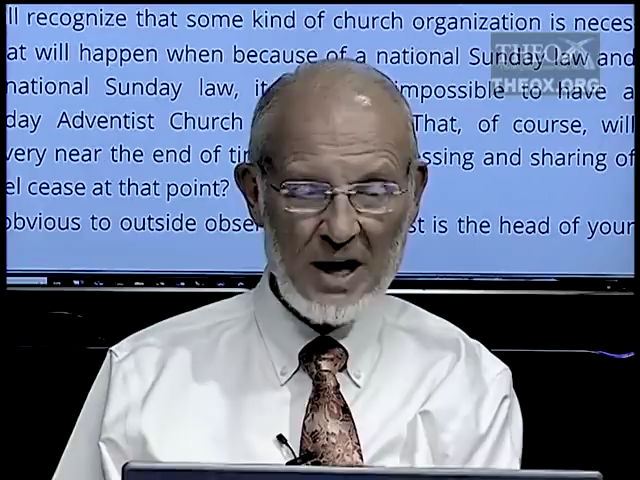 ll recognize that some kind of church organization is neces
at will happen when because of a national Sunday law and
national Sunday law, it impossible to have a
day Adventist Church That, of course, will
very near the end of ti ssing and sharing of
el cease at that point?
obvious to outside obser st is the head of your
THEOX
THEOX.ORG